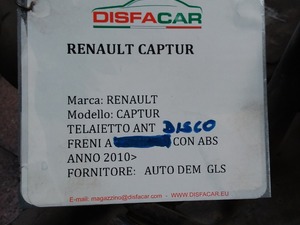 DISFACAR
RENAULT CAPTUR
Marca: RENAULT
Modello: CAPTUR
TELAIETTO ANT DISCO
FRENI A CON ABS
ANNO 2010>
FORNITORE: AUTO DEM GLS
E-mail: magazzino@disfacar.com WWW.DISFACAR.EU